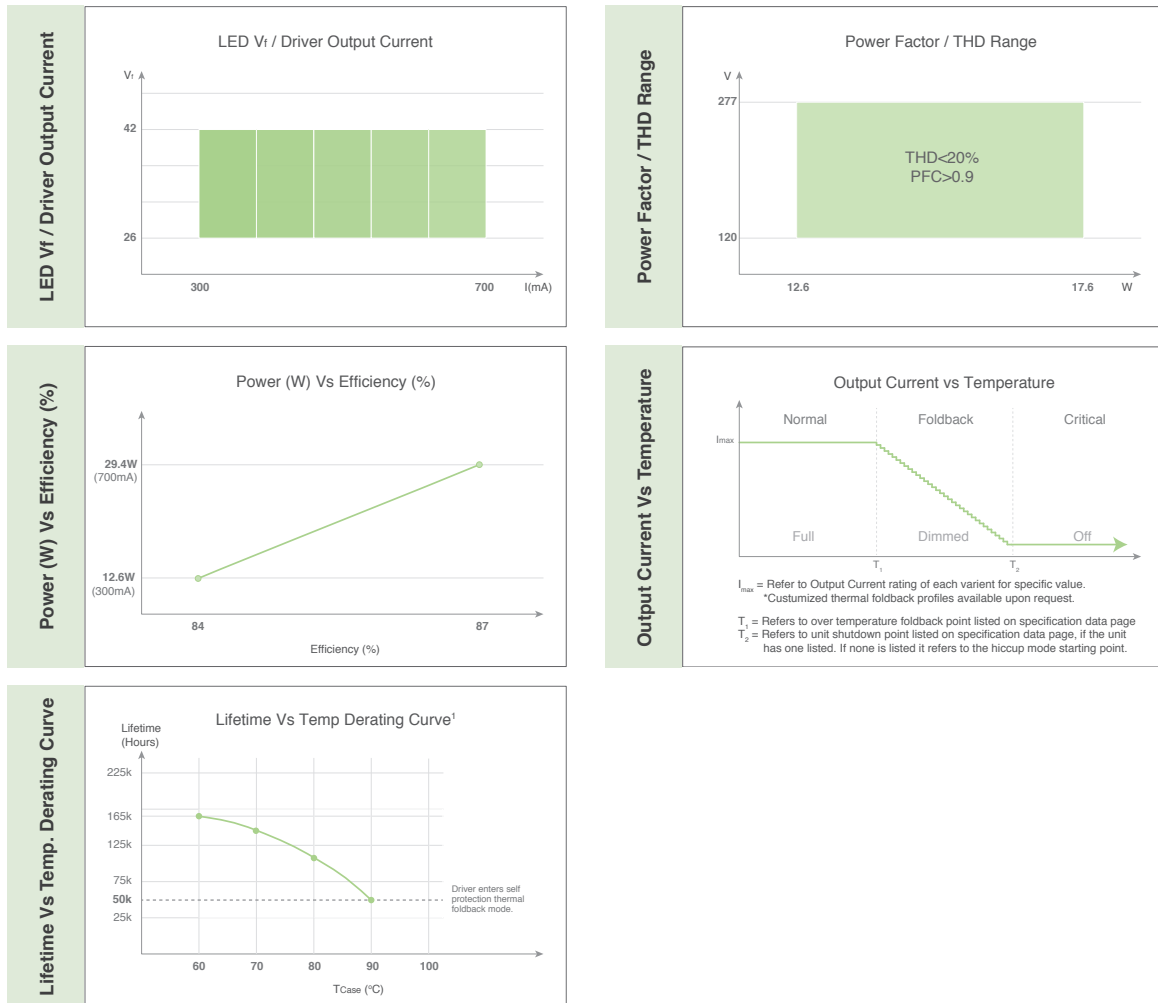 LED Vf / Driver Output Current
LED Vf / Driver Output Current
Vf
42
26
300
700
I(mA)
Power Factor / THD Range
Power Factor / THD Range
V
277
THD<20%
PFC>0.9
120
12.6
17.6
W
Power (W) Vs Efficiency (%)
Power (W) Vs Efficiency (%)
29.4W
(700mA)
12.6W
(300mA)
84
87
Efficiency (%)
Output Current Vs Temperature
Output Current vs Temperature
Normal
Foldback
Critical
Imax
Full
Dimmed
Off
T1
T2
Imax = Refer to Output Current rating of each varient for specific value.
*Custumized thermal foldback profiles available upon request.
T1 = Refers to over temperature foldback point listed on specification data page
T2 = Refers to unit shutdown point listed on specification data page, if the unit
has one listed. If none is listed it refers to the hiccup mode starting point.
Lifetime Vs Temp. Derating Curve
Lifetime Vs Temp Derating Curve¹
Lifetime
(Hours)
225k
165k
125k
75k
50k
25k
Driver enters self
protection thermal
foldback mode.
60
70
80
90
100
TCase (ºC)